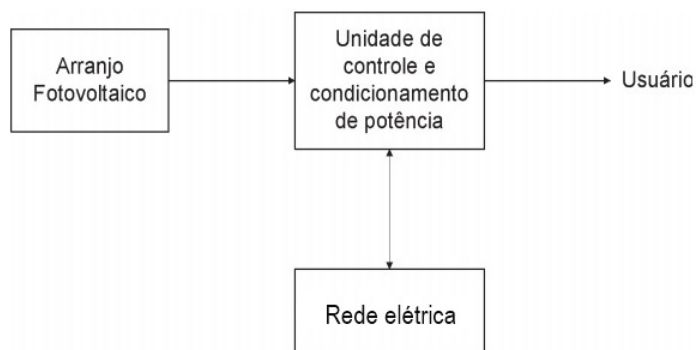 Arranjo
Fotovoltaico
Unidade de
controle e
condicionamento
de potência
Usuário
Rede elétrica